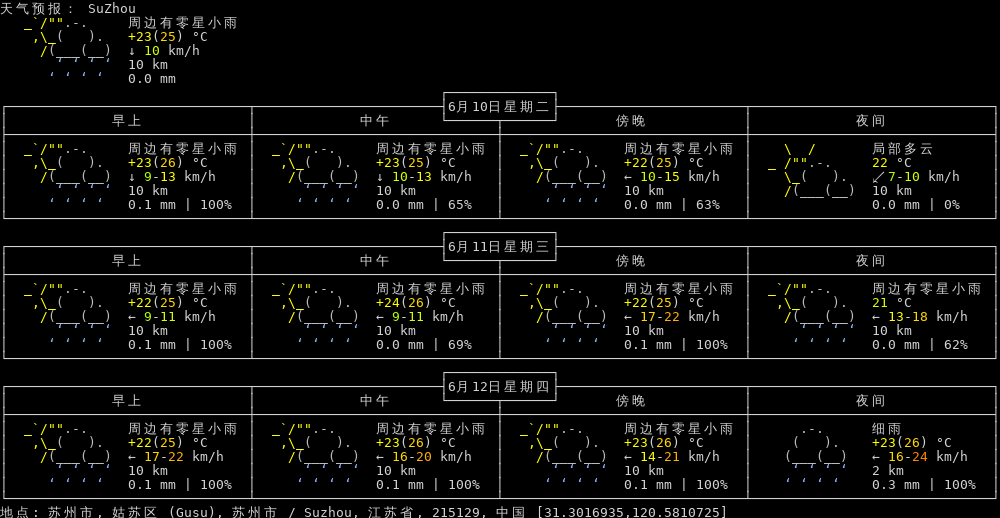 天气预报： SuZhou
周边有零星小雨
+23(25) °C
↓ 10 km/h
10 km
0.0 mm
6月10日星期二
早上 中午 傍晚 夜间
周边有零星小雨 周边有零星小雨 周边有零星小雨 局部多云
+23(26) °C +23(25) °C +22(25) °C 22 °C
↓ 9-13 km/h ↓ 10-13 km/h ← 10-15 km/h ↙ 7-10 km/h
10 km 10 km 10 km 10 km
0.1 mm | 100% 0.0 mm | 65% 0.0 mm | 63% 0.0 mm | 0%
6月11日星期三
早上 中午 傍晚 夜间
周边有零星小雨 周边有零星小雨 周边有零星小雨 周边有零星小雨
+22(25) °C +24(26) °C +22(25) °C 21 °C
← 9-11 km/h ← 9-11 km/h ← 17-22 km/h ← 13-18 km/h
10 km 10 km 10 km 10 km
0.1 mm | 100% 0.0 mm | 69% 0.1 mm | 100% 0.0 mm | 62%
6月12日星期四
早上 中午 傍晚 夜间
周边有零星小雨 周边有零星小雨 周边有零星小雨 细雨
+22(25) °C +23(26) °C +23(26) °C +23(26) °C
← 17-22 km/h ← 16-20 km/h ← 14-21 km/h ← 16-24 km/h
10 km 10 km 10 km 2 km
0.1 mm | 100% 0.1 mm | 100% 0.1 mm | 100% 0.3 mm | 100%
地点: 苏州市, 姑苏区 (Gusu), 苏州市 / Suzhou, 江苏省, 215129, 中国 [31.3016935,120.5810725]